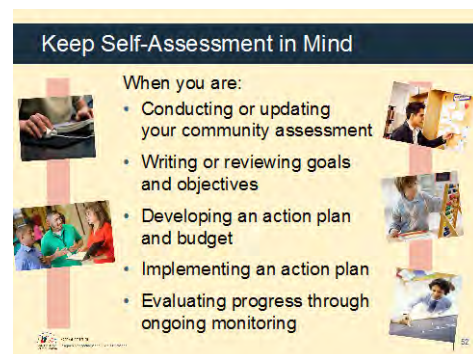 Keep Self-Assessment in Mind
When you are:
• Conducting or updating
your community assessment
• Writing or reviewing goals
and objectives
• Developing an action plan
and budget
• Implementing an action plan
• Evaluating progress through
ongoing monitoring